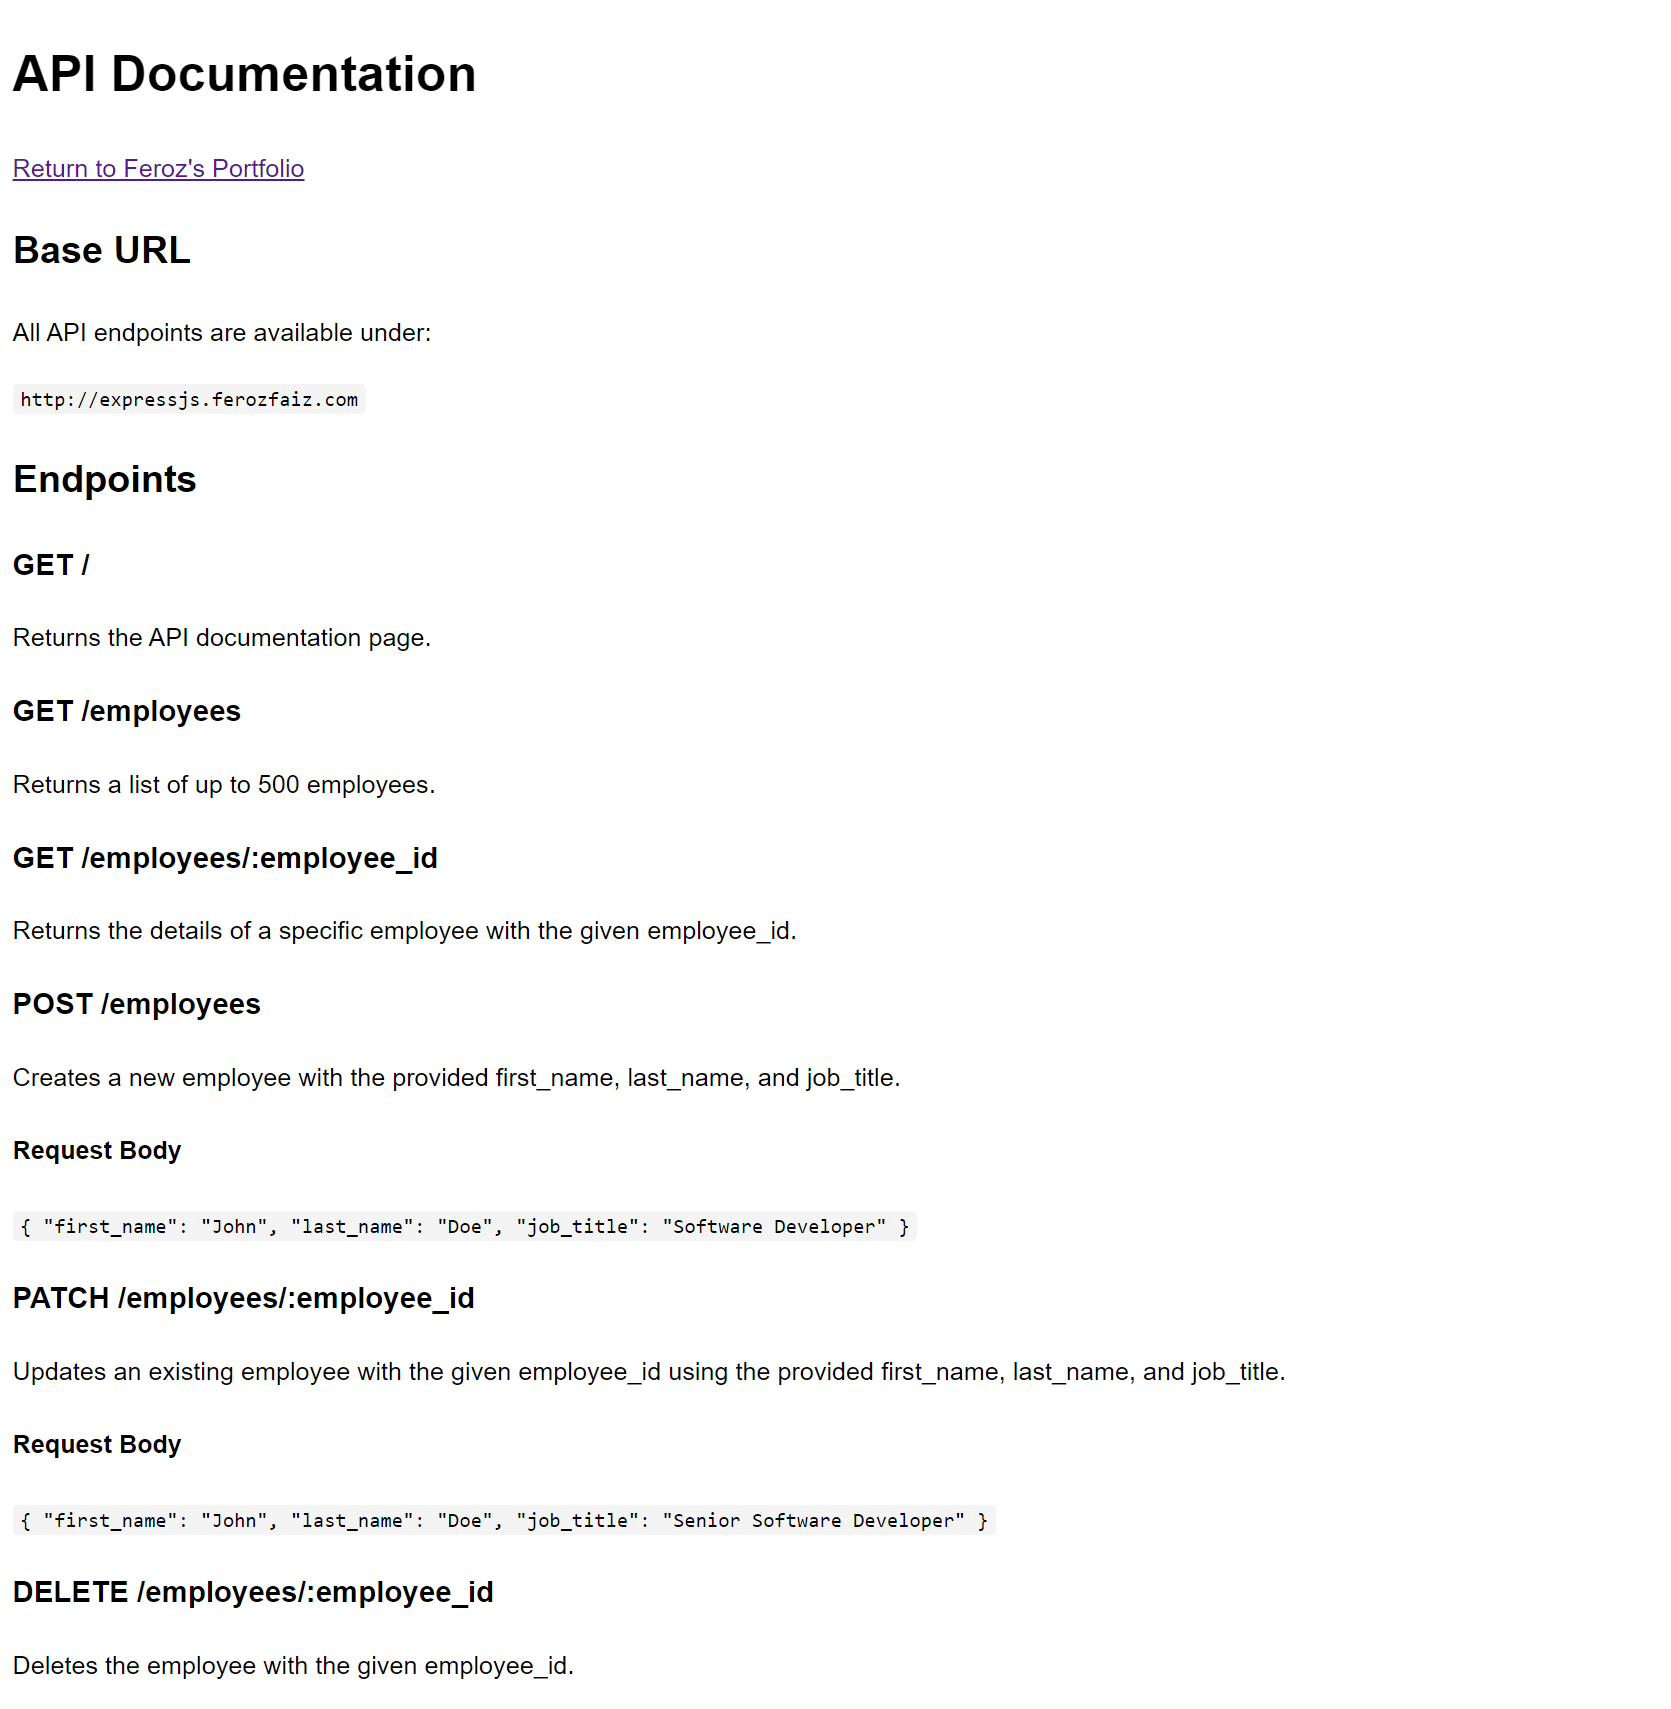 API Documentation
Return to Feroz's Portfolio
Base URL
All API endpoints are available under:
http://expressjs.ferozfaiz.com
Endpoints
GET /
Returns the API documentation page.
GET /employees
Returns a list of up to 500 employees.
GET /employees/:employee_id
Returns the details of a specific employee with the given employee_id.
POST /employees
Creates a new employee with the provided first_name, last_name, and job_title.
Request Body
{ "first_name": "John", "last_name": "Doe", "job_title": "Software Developer" }
PATCH /employees/:employee_id
Updates an existing employee with the given employee_id using the provided first_name, last_name, and job_title.
Request Body
{ "first_name": "John", "last_name": "Doe", "job_title": "Senior Software Developer" }
DELETE /employees/:employee_id
Deletes the employee with the given employee_id.